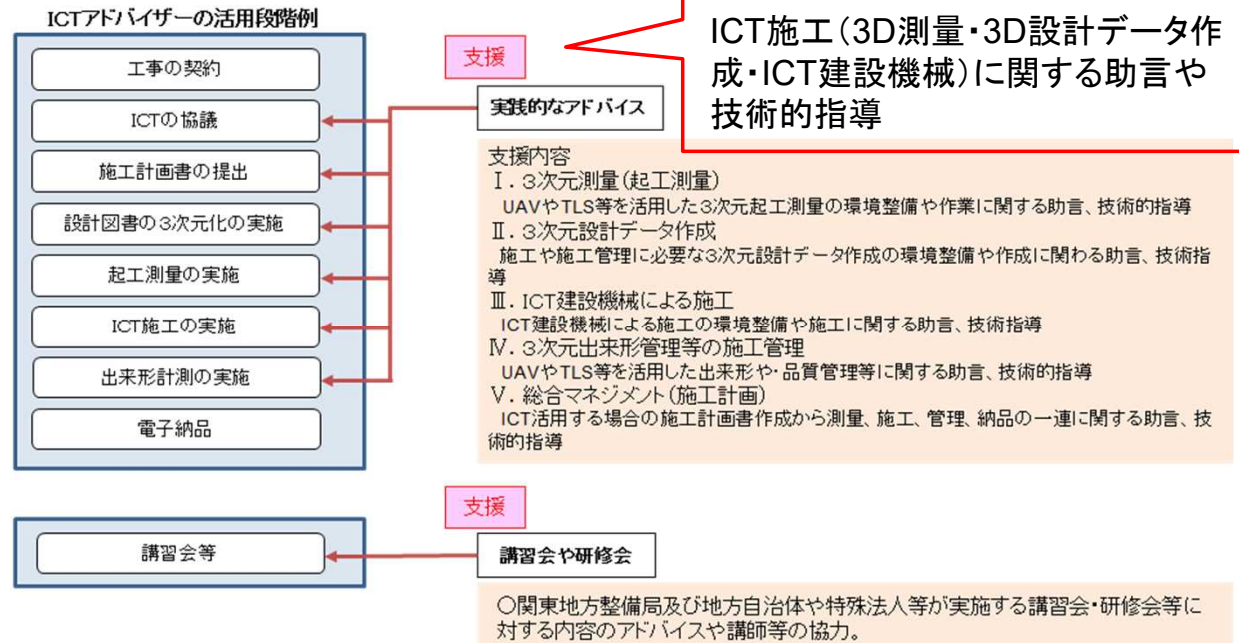 ICTアドバイザーの活用段階例
工事の契約
ICTの協議
施工計画書の提出
設計図書の3次元化の実施
起工測量の実施
ICT施工の実施
出来形計測の実施
電子納品
支援
実践的なアドバイス
ICT施工(3D測量・3D設計データ作
成・ICT建設機械)に関する助言や
技術的指導
支援内容
Ⅰ.3次元測量(起工測量)
UAVやTLS等を活用した3次元起工測量の環境整備や作業に関する助言、技術的指導
Ⅱ.3次元設計データ作成
施工や施工管理に必要な3次元設計データ作成の環境整備や作成に関わる助言、技術指
導
Ⅲ.ICT建設機械による施工
ICT建設機械による施工の環境整備や施工に関する助言、技術指導
Ⅳ.3次元出来形管理等の施工管理
UAVやTLS等を活用した出来形や・品質管理等に関する助言、技術的指導
Ⅴ.総合マネジメント(施工計画)
ICT活用する場合の施工計画書作成から測量、施工、管理、納品の一連に関する助言、技
術的指導
講習会等
支援
講習会や研修会
○関東地方整備局及び地方自治体や特殊法人等が実施する講習会・研修会等に
対する内容のアドバイスや講師等の協力。